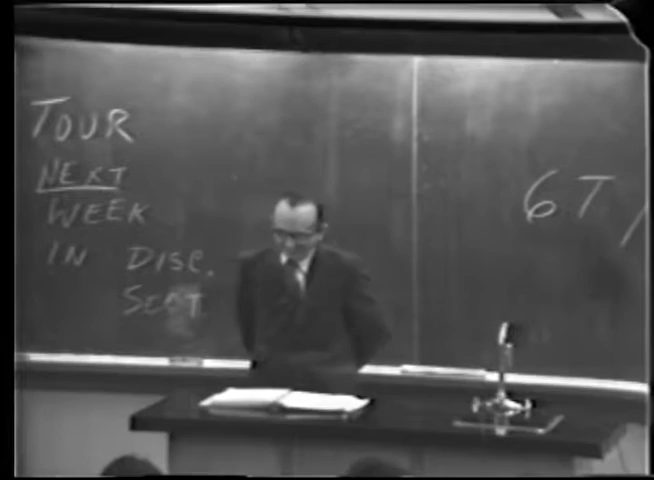 TOUR
NEXT
WEEK
IN DISC.
SECT.
6T